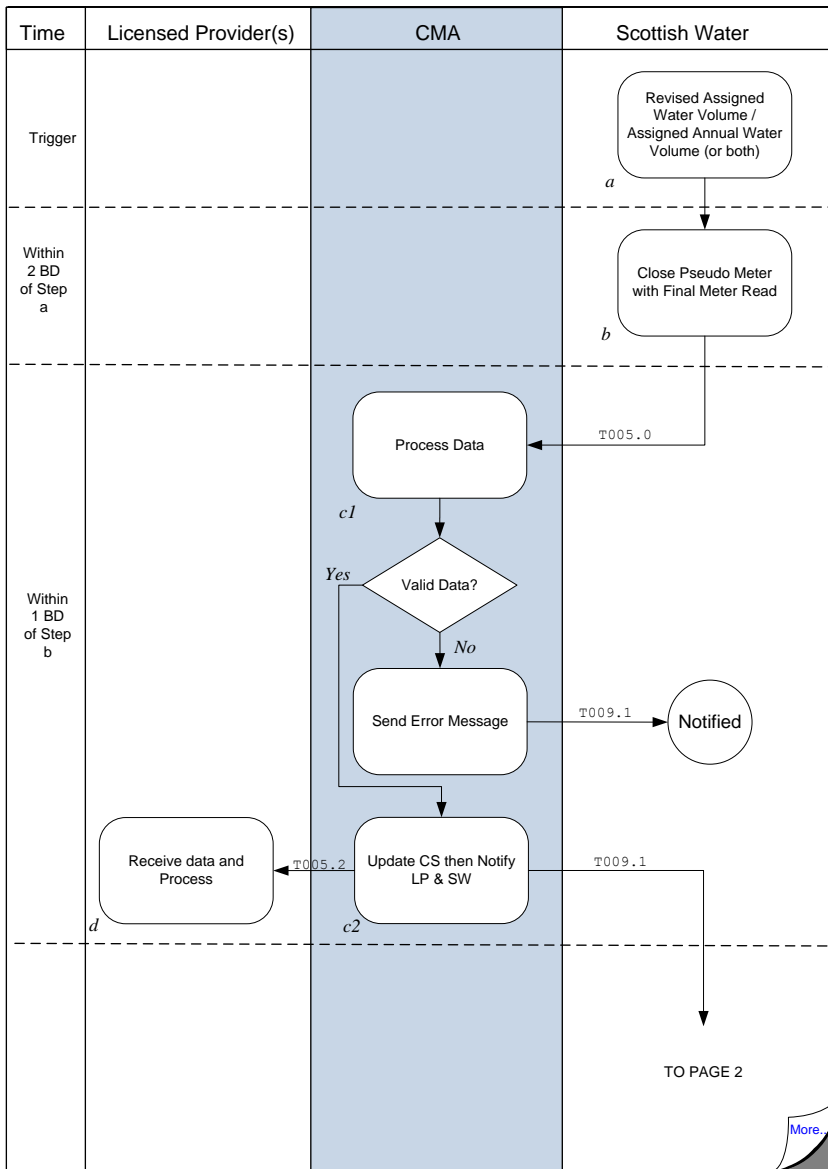 Time
Licensed Provider(s)
CMA
Scottish Water
Trigger
Revised Assigned
Water Volume /
Assigned Annual Water
Volume (or both)
a
Within
2 BD
of Step
a
Close Pseudo Meter
with Final Meter Read
b
Within
1 BD
of Step
b
Process Data
T005.0
c1
Valid Data?
Yes
No
Send Error Message
T009.1
Notified
Receive data and
Process
d
T005.2
Update CS then Notify
LP & SW
c2
T009.1
TO PAGE 2
More..